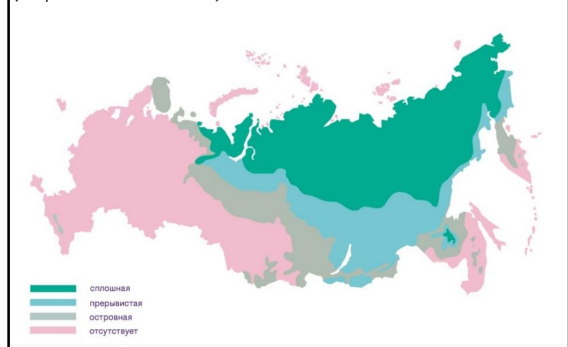 сплошная
прерывистая
островная
отсутствует